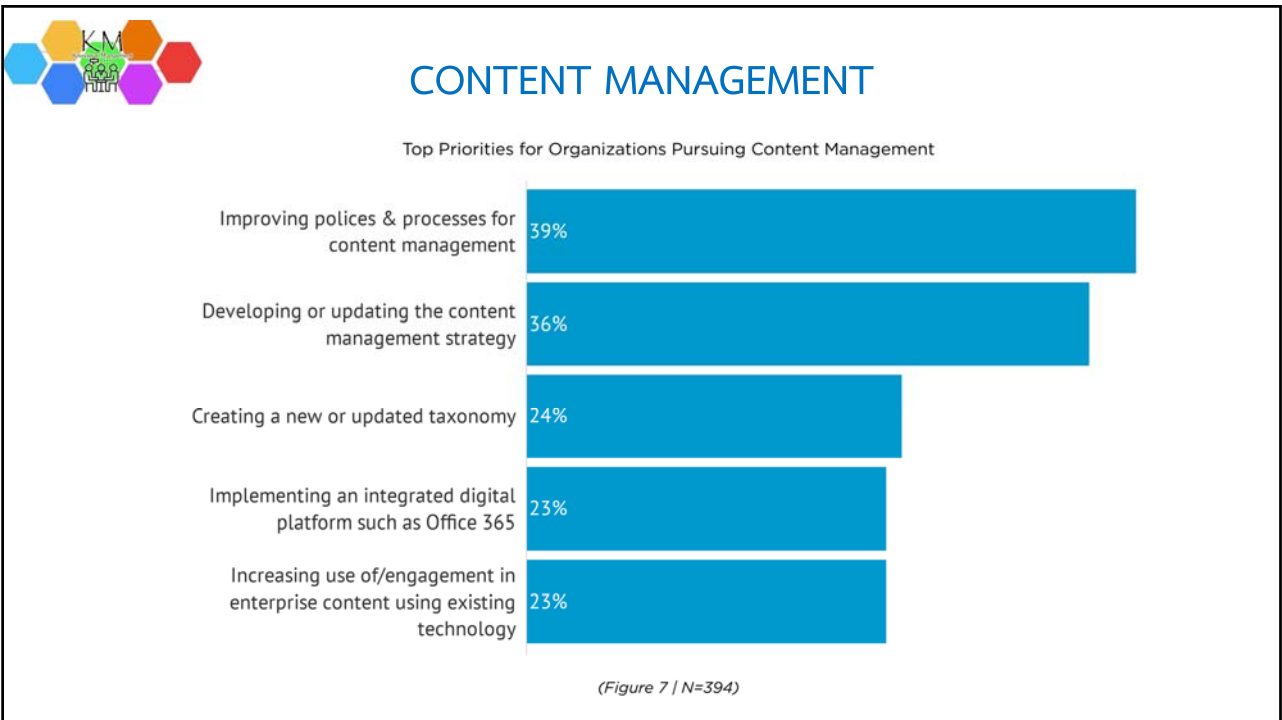 KM
CONTENT MANAGEMENT
Top Priorities for Organizations Pursuing Content Management
Improving polices & processes for
content management
39%
Developing or updating the content
management strategy
36%
Creating a new or updated taxonomy
24%
Implementing an integrated digital
platform such as Office 365
23%
Increasing use of/engagement in
enterprise content using existing
technology
23%
(Figure 7 | N=394)